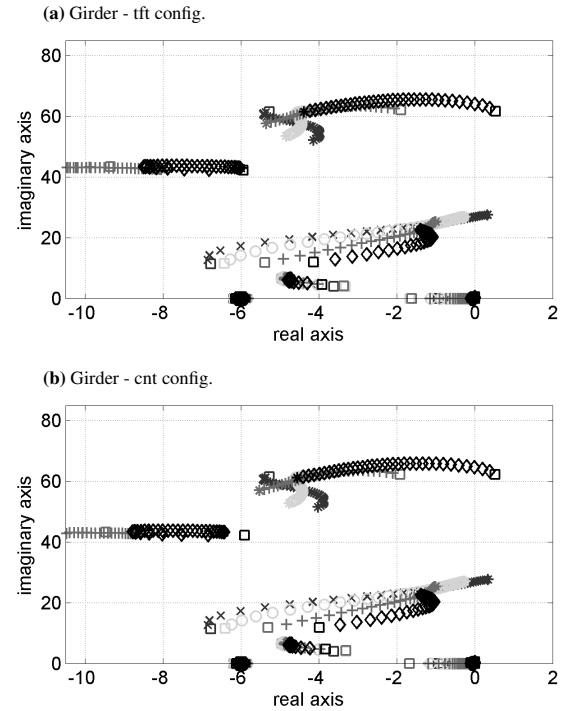 (a) Girder - tft config.
80
60
40
20
0
imaginary axis
-10 -8 -6 -4 -2 0 2
real axis
(b) Girder - cnt config.
80
60
40
20
0
imaginary axis
-10 -8 -6 -4 -2 0 2
real axis